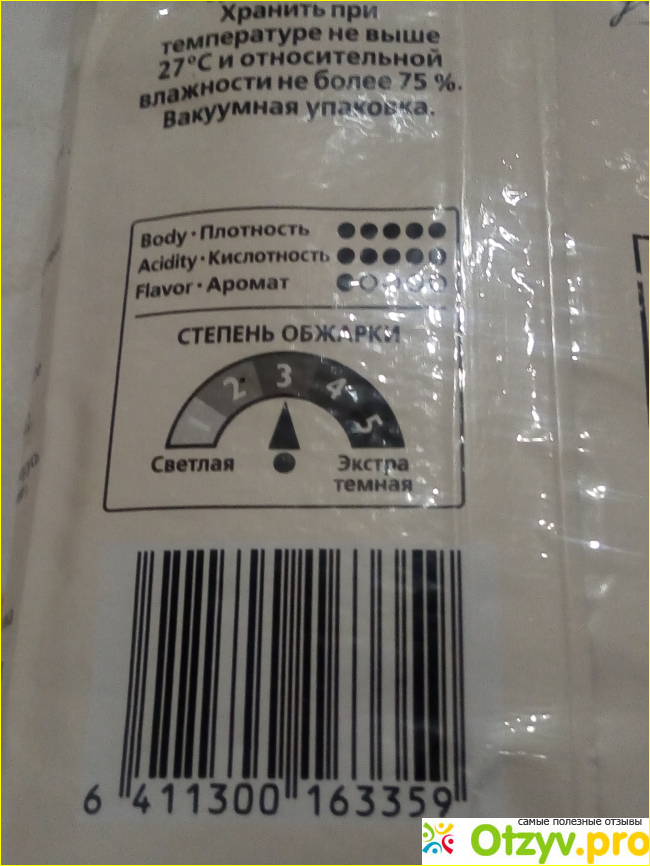 Хранить при
температуре не выше
27°С и относительной
влажности не более 75 %.
Вакуумная упаковка.
Body · Плотность
Acidity · Кислотность
Flavor · Аромат
СТЕПЕНЬ ОБЖАРКИ
1 2 3 4 5
Светлая
Экстра
темная
6 411300 163359
самые полезные отзывы
Otzyv.pro